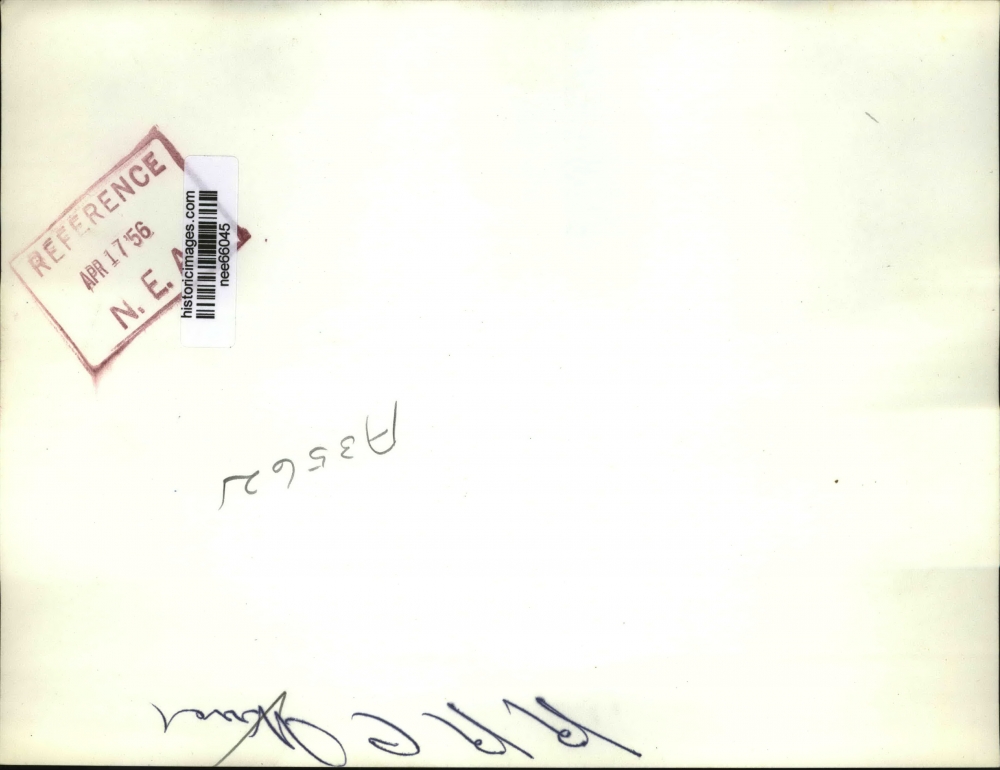 REFERENCE
APR 17 '56
N. E. A
historicimages.com
nee66045
A3562